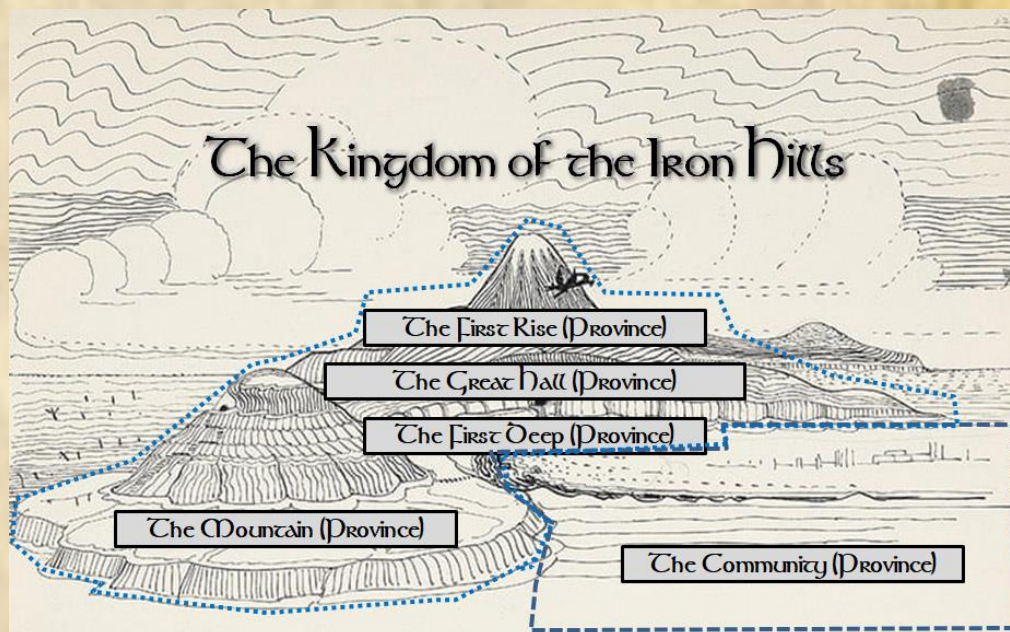 The Kingdom of the Iron Hills
The First Rise (Province)
The Great Hall (Province)
The First Deep (Province)
The Mountain (Province)
The Community (Province)